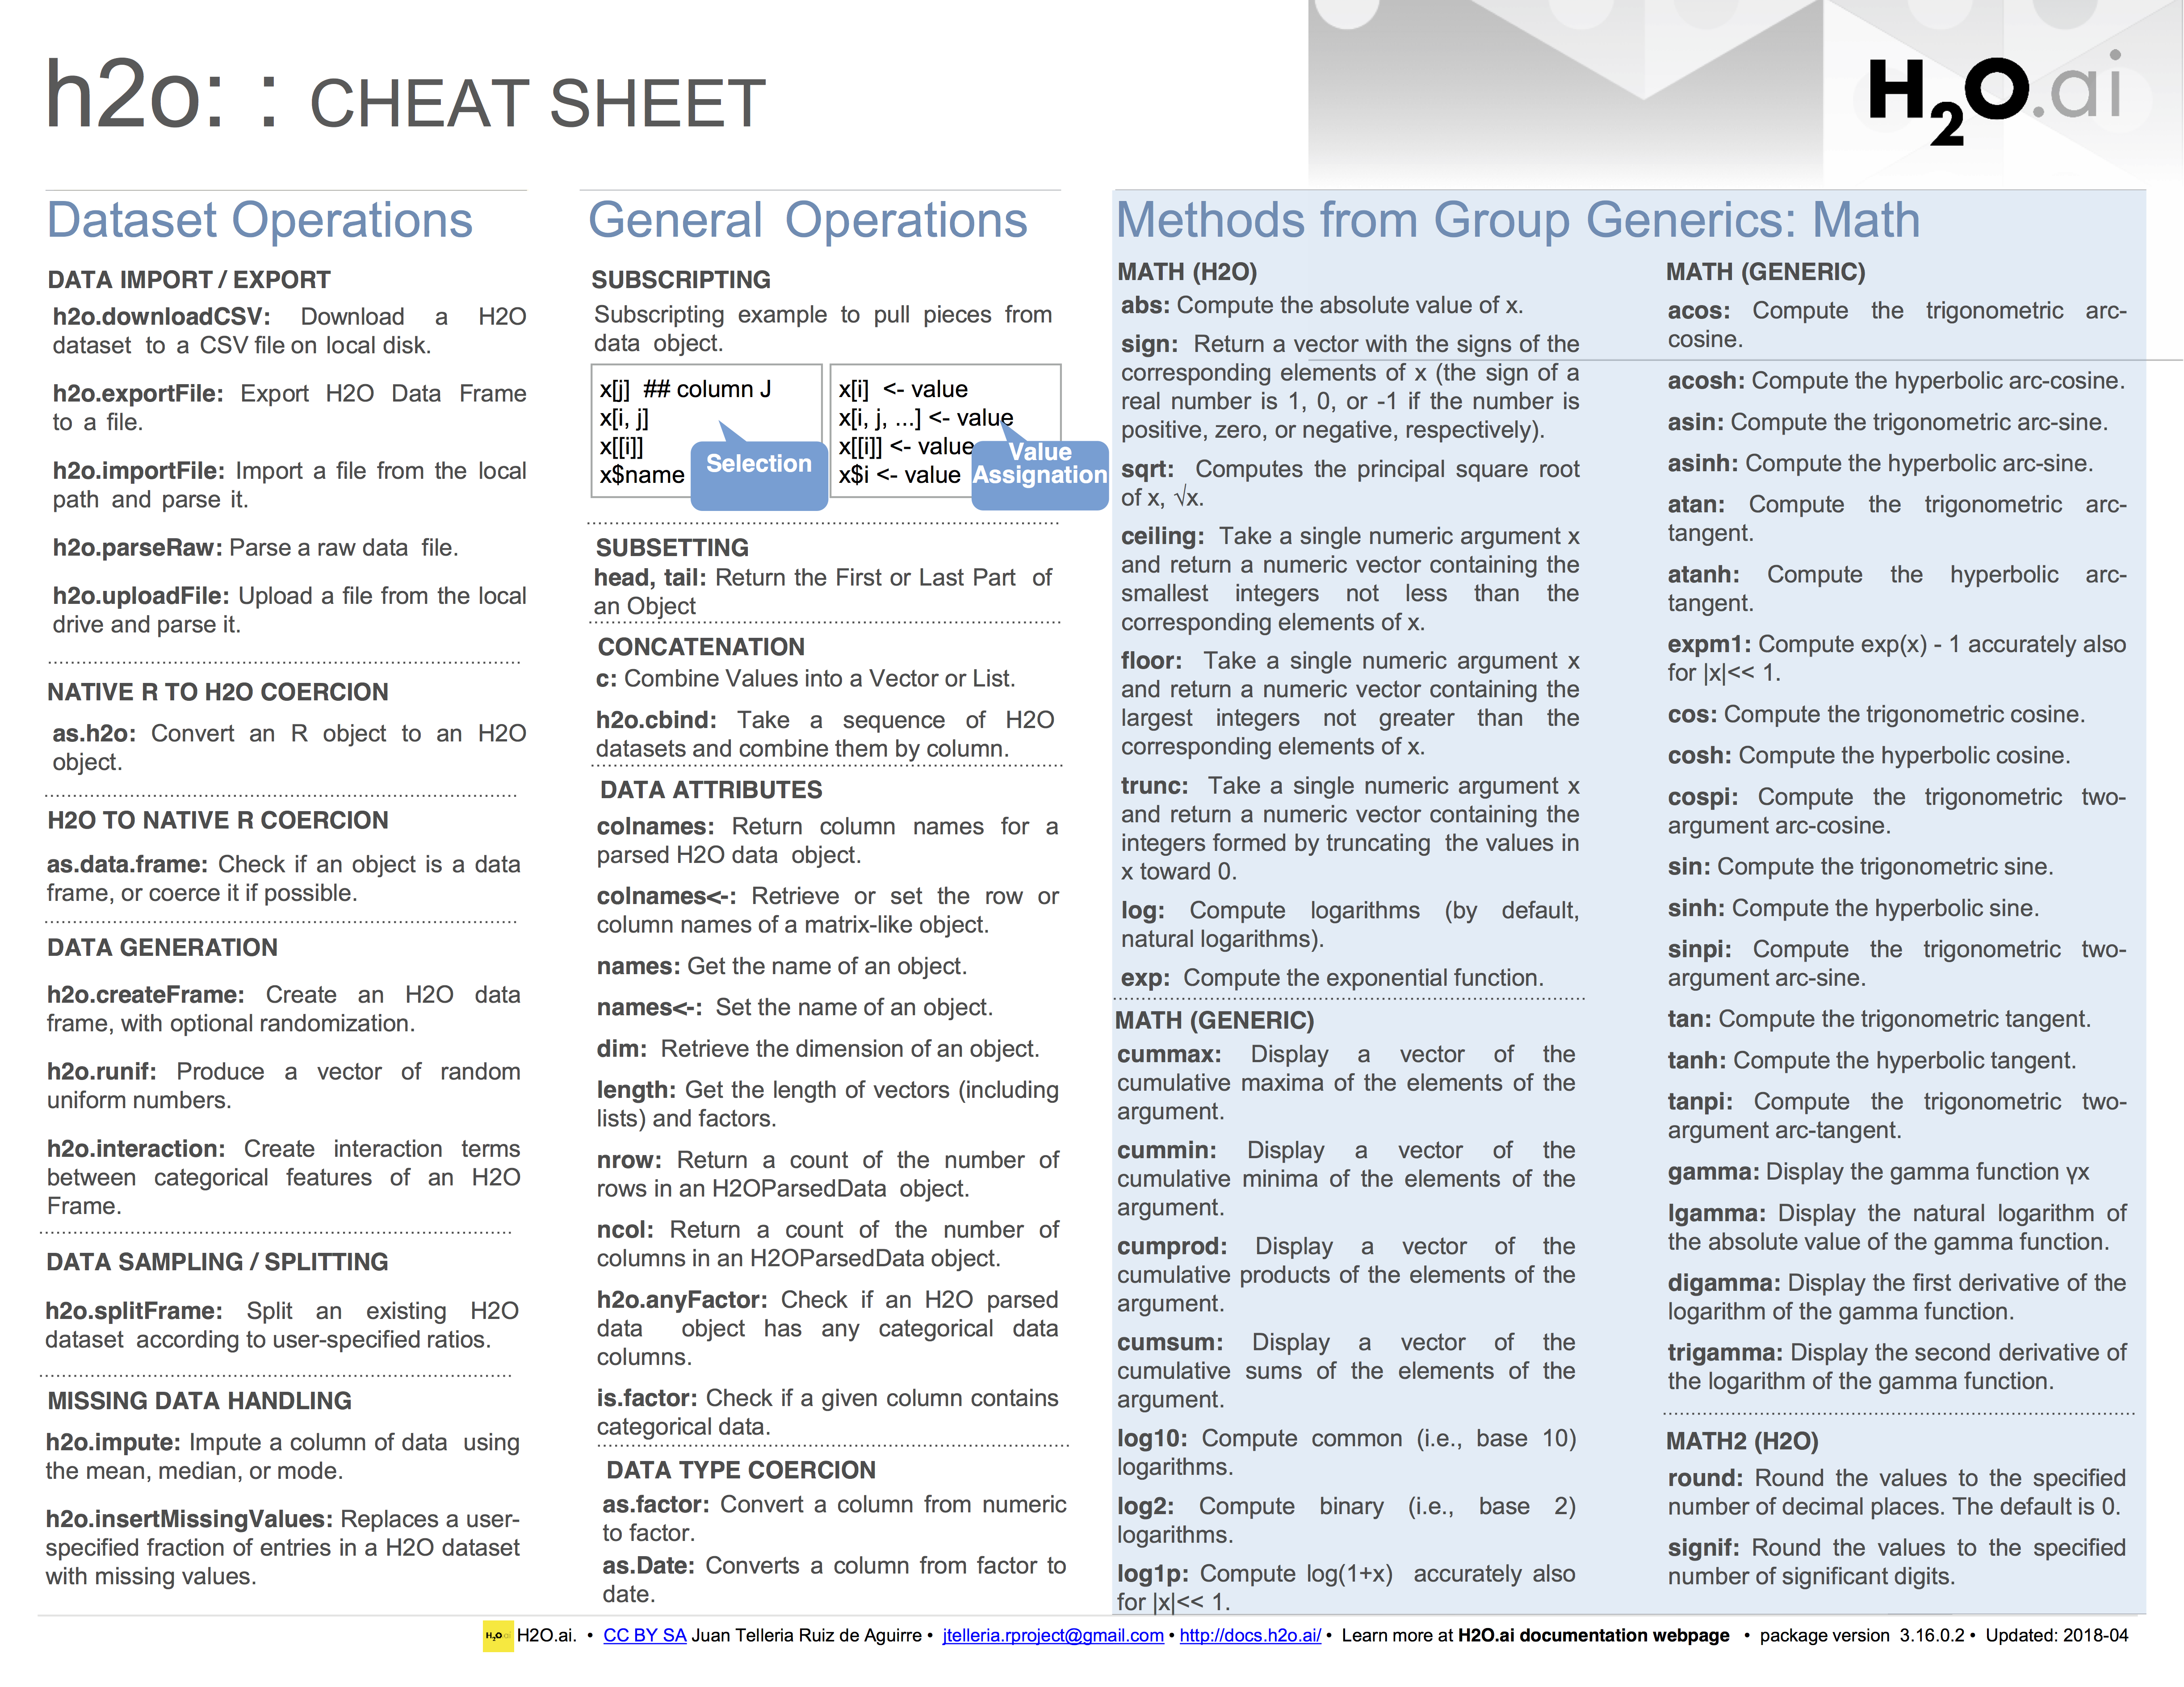 h2o: : CHEAT SHEET
H2O.ai
Dataset Operations
DATA IMPORT / EXPORT
h2o.downloadCSV: Download a H2O
dataset to a CSV file on local disk.
h2o.exportFile: Export H2O Data Frame
to a file.
h2o.importFile: Import a file from the local
path and parse it.
h2o.parseRaw: Parse a raw data file.
h2o.uploadFile: Upload a file from the local
drive and parse it.
NATIVE R TO H2O COERCION
as.h2o: Convert an R object to an H2O
object.
H2O TO NATIVE R COERCION
as.data.frame: Check if an object is a data
frame, or coerce it if possible.
DATA GENERATION
h2o.createFrame: Create an H2O data
frame, with optional randomization.
h2o.runif: Produce a vector of random
uniform numbers.
h2o.interaction: Create interaction terms
between categorical features of an H2O
Frame.
DATA SAMPLING / SPLITTING
h2o.splitFrame: Split an existing H2O
dataset according to user-specified ratios.
MISSING DATA HANDLING
h2o.impute: Impute a column of data using
the mean, median, or mode.
h2o.insertMissingValues: Replaces a user-
specified fraction of entries in a H2O dataset
with missing values.
General Operations
SUBSCRIPTING
Subscripting example to pull pieces from
data object.
x[j] ## column J
x[i, j]
x[[i]]
x$name
Selection
x[i] <- value
x[i, j, ...] <- value
x[[i]] <- value
x$i <- value
Value
Assignation
SUBSETTING
head, tail: Return the First or Last Part of
an Object
CONCATENATION
c: Combine Values into a Vector or List.
h2o.cbind: Take a sequence of H2O
datasets and combine them by column.
DATA ATTRIBUTES
colnames: Return column names for a
parsed H2O data object.
colnames<-: Retrieve or set the row or
column names of a matrix-like object.
names: Get the name of an object.
names<-: Set the name of an object.
dim: Retrieve the dimension of an object.
length: Get the length of vectors (including
lists) and factors.
nrow: Return a count of the number of
rows in an H2OParsedData object.
ncol: Return a count of the number of
columns in an H2OParsedData object.
h2o.anyFactor: Check if an H2O parsed
data object has any categorical data
columns.
is.factor: Check if a given column contains
categorical data.
DATA TYPE COERCION
as.factor: Convert a column from numeric
to factor.
as.Date: Converts a column from factor to
date.
Methods from Group Generics: Math
MATH (H2O)
abs: Compute the absolute value of x.
sign: Return a vector with the signs of the
corresponding elements of x (the sign of a
real number is 1, 0, or -1 if the number is
positive, zero, or negative, respectively).
sqrt: Computes the principal square root
of x, √x.
ceiling: Take a single numeric argument x
and return a numeric vector containing the
smallest integers not less than the
corresponding elements of x.
floor: Take a single numeric argument x
and return a numeric vector containing the
largest integers not greater than the
corresponding elements of x.
trunc: Take a single numeric argument x
and return a numeric vector containing the
integers formed by truncating the values in
x toward 0.
log: Compute logarithms (by default,
natural logarithms).
exp: Compute the exponential function.
MATH (GENERIC)
cummax: Display a vector of the
cumulative maxima of the elements of the
argument.
cummin: Display a vector of the
cumulative minima of the elements of the
argument.
cumprod: Display a vector of the
cumulative products of the elements of the
argument.
cumsum: Display a vector of the
cumulative sums of the elements of the
argument.
log10: Compute common (i.e., base 10)
logarithms.
log2: Compute binary (i.e., base 2)
logarithms.
log1p: Compute log(1+x) accurately also
for |x|<< 1.
MATH (GENERIC)
acos: Compute the trigonometric arc-
cosine.
acosh: Compute the hyperbolic arc-cosine.
asin: Compute the trigonometric arc-sine.
asinh: Compute the hyperbolic arc-sine.
atan: Compute the trigonometric arc-
tangent.
atanh: Compute the hyperbolic arc-
tangent.
expm1: Compute exp(x) - 1 accurately also
for |x|<< 1.
cos: Compute the trigonometric cosine.
cosh: Compute the hyperbolic cosine.
cospi: Compute the trigonometric two-
argument arc-cosine.
sin: Compute the trigonometric sine.
sinh: Compute the hyperbolic sine.
sinpi: Compute the trigonometric two-
argument arc-sine.
tan: Compute the trigonometric tangent.
tanh: Compute the hyperbolic tangent.
tanpi: Compute the trigonometric two-
argument arc-tangent.
gamma: Display the gamma function γx
lgamma: Display the natural logarithm of
the absolute value of the gamma function.
digamma: Display the first derivative of the
logarithm of the gamma function.
trigamma: Display the second derivative of
the logarithm of the gamma function.
MATH2 (H2O)
round: Round the values to the specified
number of decimal places. The default is 0.
signif: Round the values to the specified
number of significant digits.
H2O.ai H2O.ai. • CC BY SA Juan Telleria Ruiz de Aguirre • jtelleria.rproject@gmail.com • http://docs.h2o.ai/ • Learn more at H2O.ai documentation webpage • package version 3.16.0.2 • Updated: 2018-04